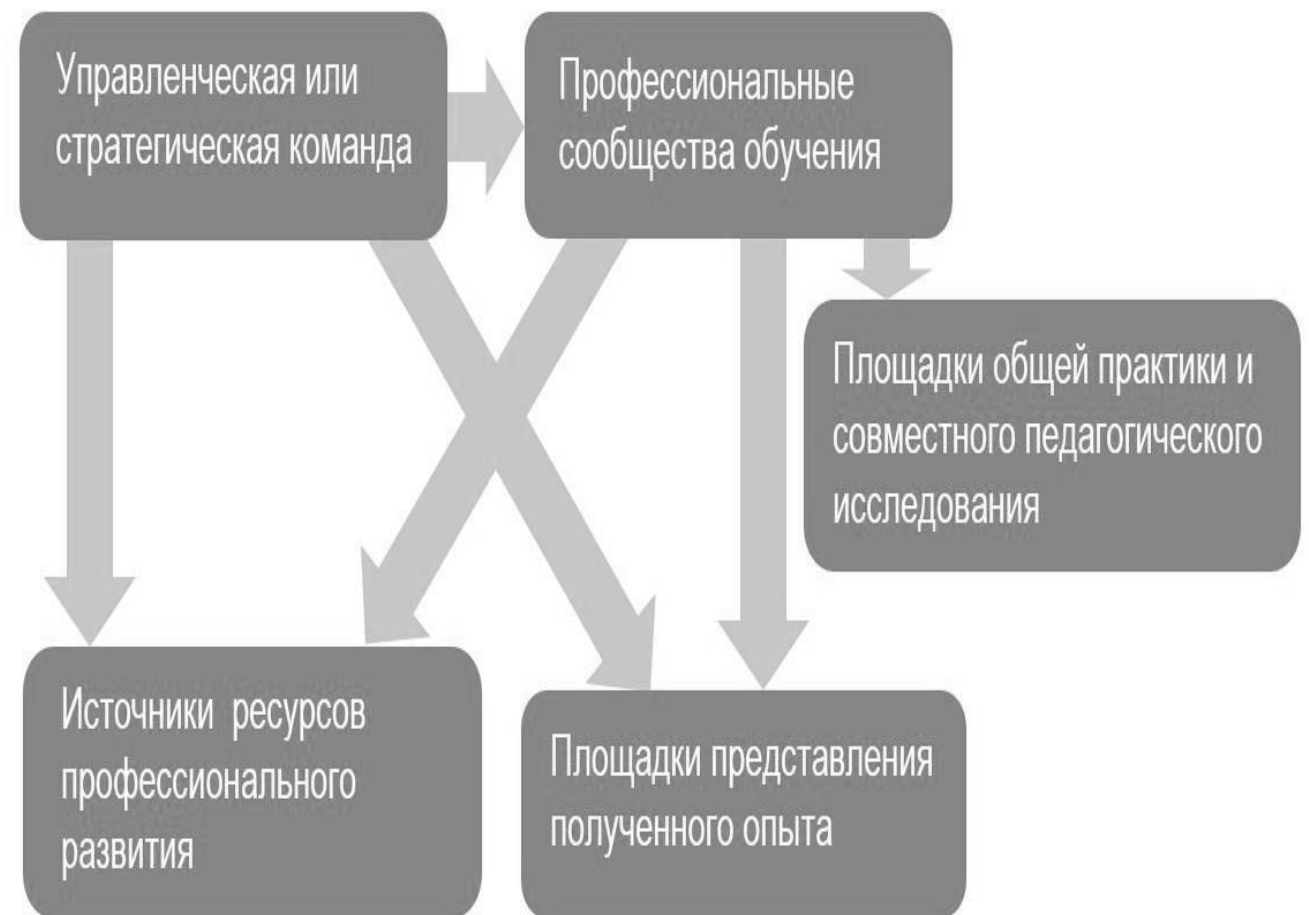 Управленческая или
стратегическая команда
Профессиональные
сообщества обучения
Площадки общей практики и
совместного педагогического
исследования
Источники ресурсов
профессионального
развития
Площадки представления
полученного опыта